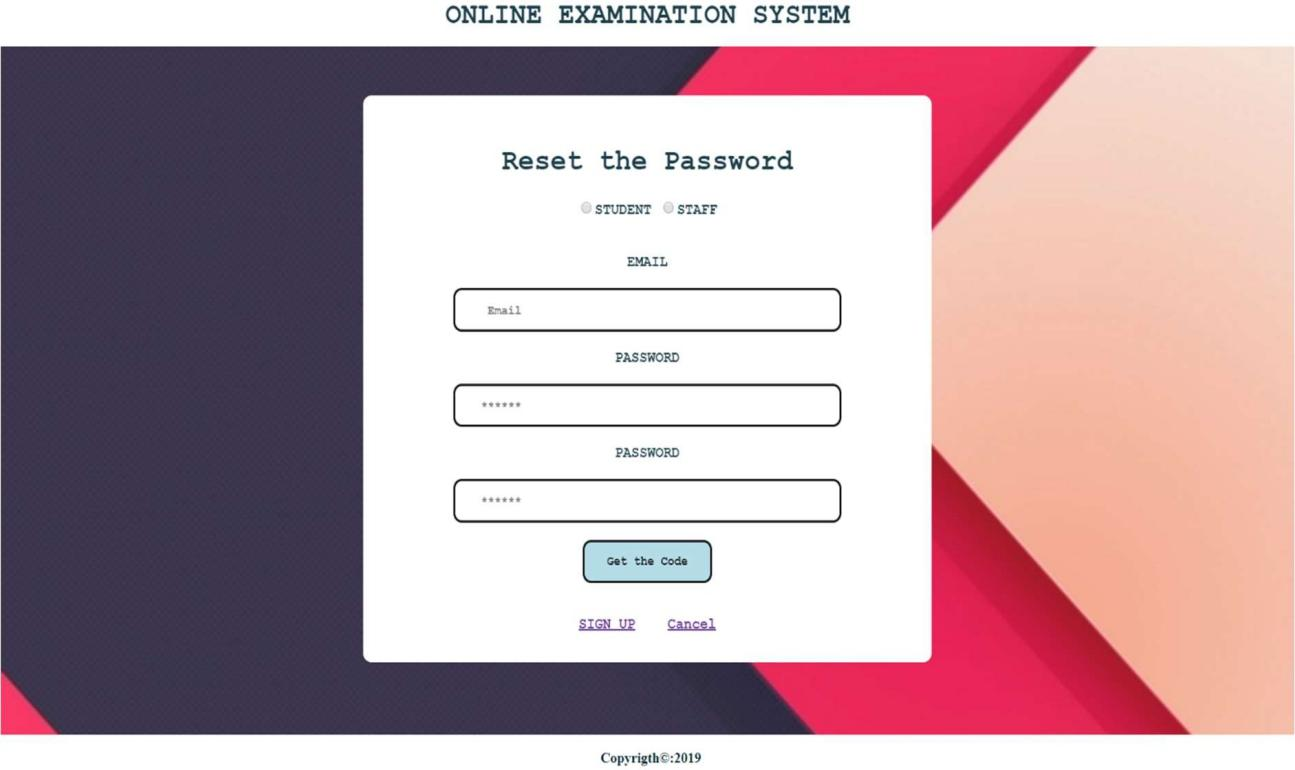 ONLINE EXAMINATION SYSTEM
Reset the Password
STUDENT STAFF
EMAIL
Email
PASSWORD
******
PASSWORD
******
Get the Code
SIGN UP Cancel
Copyrigth©:2019